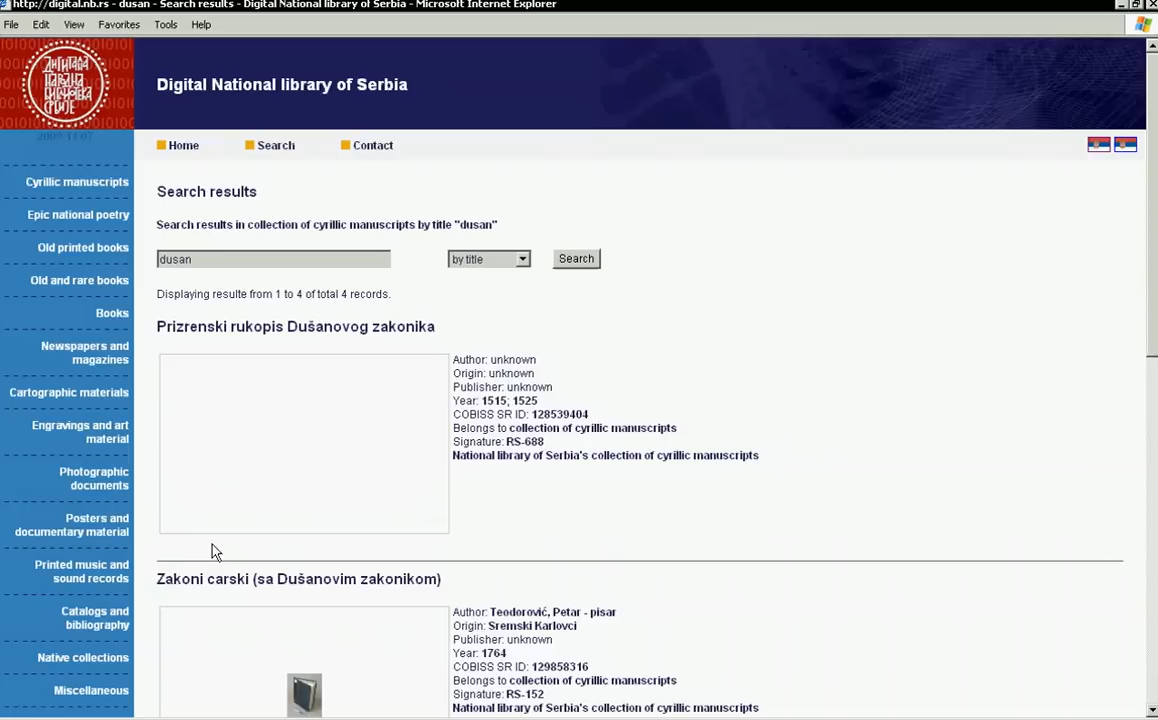 http://digital.nb.rs - dusan - Search results - Digital National library of Serbia - Microsoft Internet Explorer
File Edit View Favorites Tools Help
ДИГИТАЛНА
НАРОДНА
БИБЛИОТЕКА
СРБИЈЕ
Digital National library of Serbia
Home Search Contact
Cyrillic manuscripts
Epic national poetry
Old printed books
Old and rare books
Books
Newspapers and
magazines
Cartographic materials
Engravings and art
material
Photographic
documents
Posters and
documentary material
Printed music and
sound records
Catalogs and
bibliography
Native collections
Miscellaneous
Search results
Search results in collection of cyrillic manuscripts by title "dusan"
dusan by title Search
Displaying resulte from 1 to 4 of total 4 records.
Prizrenski rukopis Dušanovog zakonika
Author: unknown
Origin: unknown
Publisher: unknown
Year: 1515; 1525
COBISS SR ID: 128539404
Belongs to collection of cyrillic manuscripts
Signature: RS-688
National library of Serbia's collection of cyrillic manuscripts
Zakoni carski (sa Dušanovim zakonikom)
Author: Teodorović, Petar - pisar
Origin: Sremski Karlovci
Publisher: unknown
Year: 1764
COBISS SR ID: 129858316
Belongs to collection of cyrillic manuscripts
Signature: RS-152
National library of Serbia's collection of cyrillic manuscripts